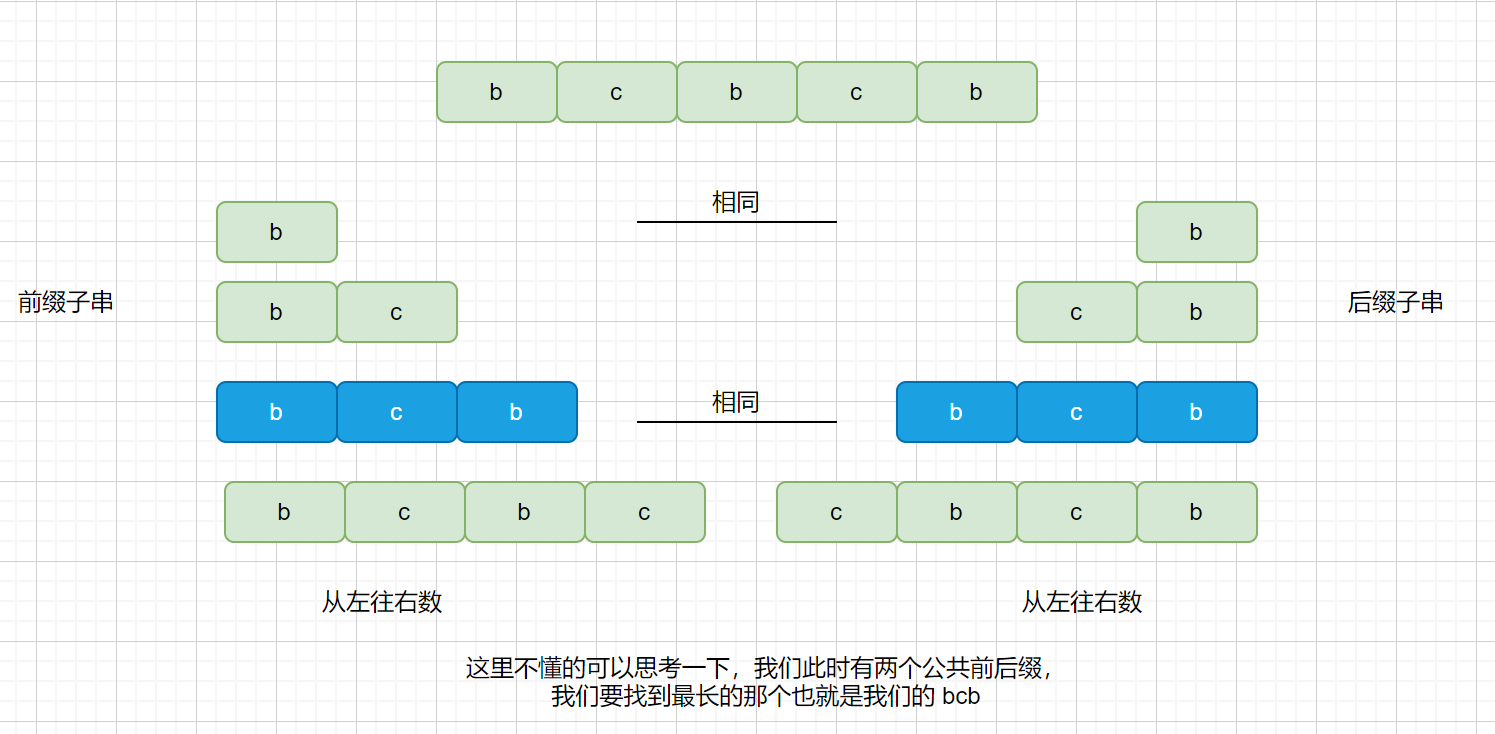 b c b c b
相同
b b
前缀子串 b c c b 后缀子串
b c b 相同 b c b
b c b c c b c b
从左往右数 从左往右数
这里不懂的可以思考一下，我们此时有两个公共前后缀，
我们要找到最长的那个也就是我们的 bcb